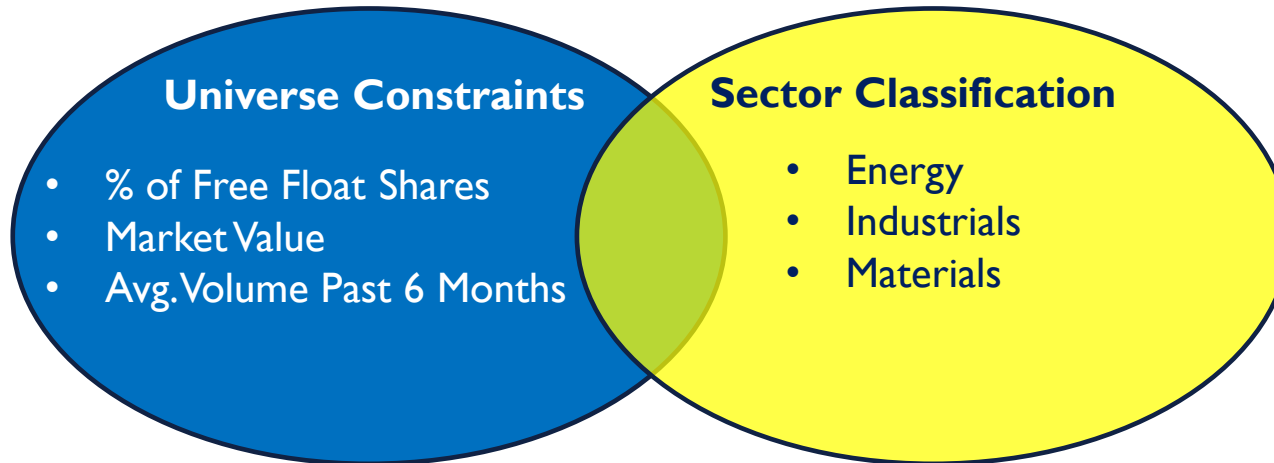 Universe Constraints
• % of Free Float Shares
• Market Value
• Avg. Volume Past 6 Months
Sector Classification
• Energy
• Industrials
• Materials